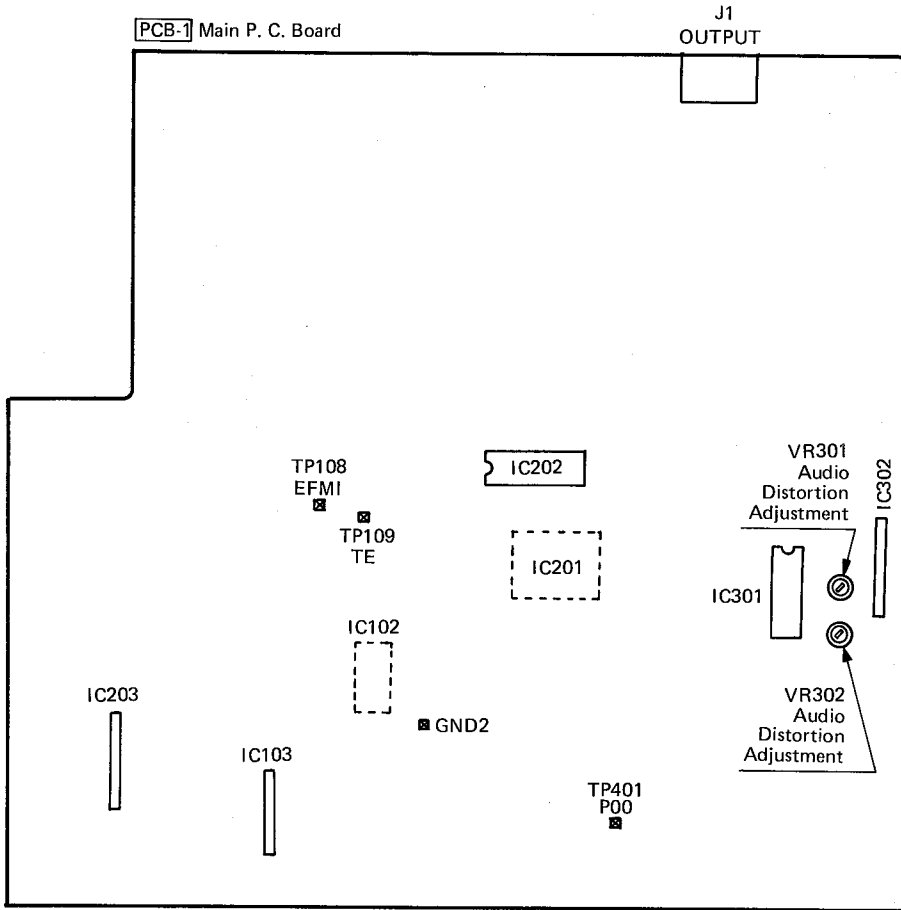 PCB-1 Main P. C. Board
J1
OUTPUT
TP108
EFMI
TP109
TE
IC202
IC201
VR301
Audio
Distortion
Adjustment
IC302
IC301
IC102
VR302
Audio
Distortion
Adjustment
IC203
IC103
GND2
TP401
P00